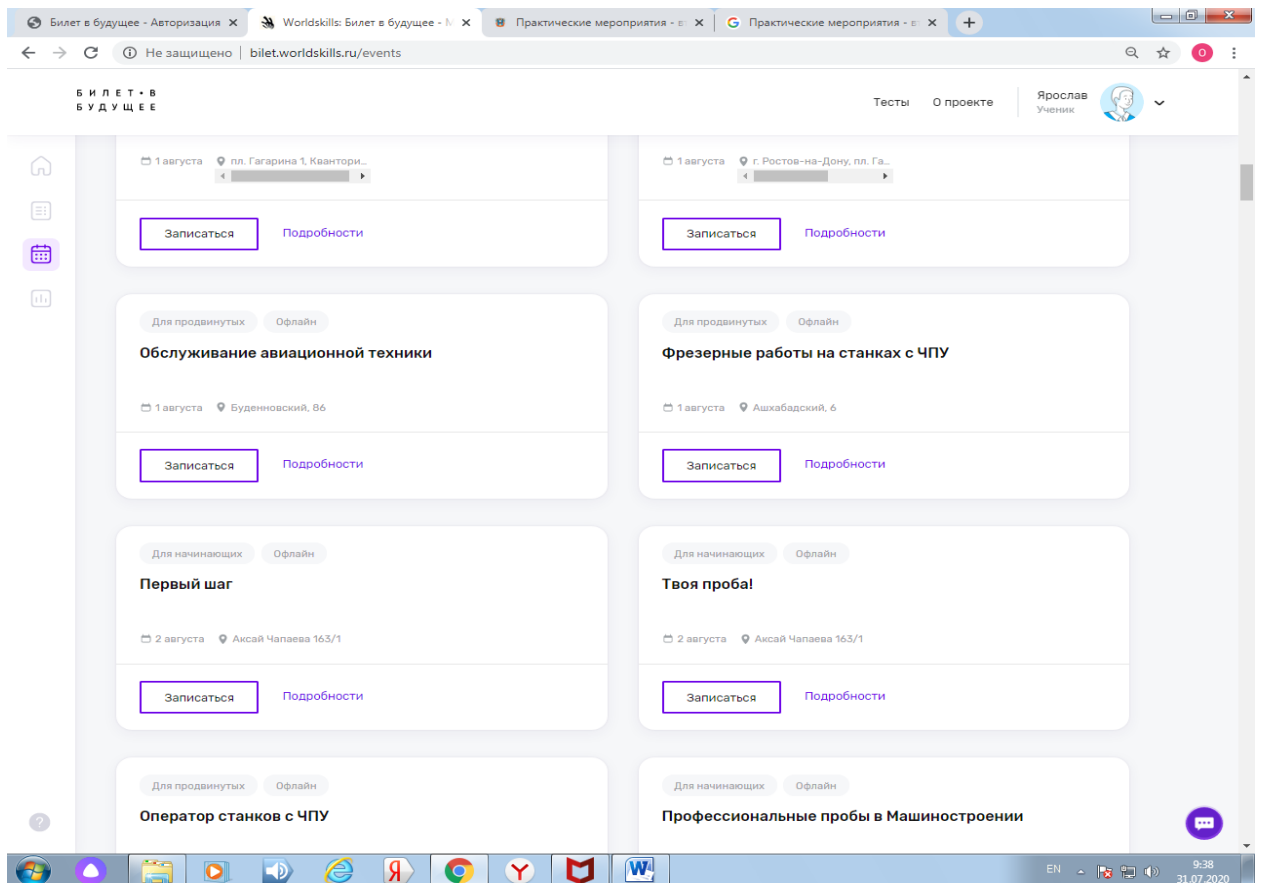 Билет в будущее - Авторизация
Worldskills: Билет в будущее - М
Практические мероприятия - вт
Практические мероприятия - вт
Не защищено | bilet.worldskills.ru/events
О
БИЛЕТ • В
БУДУЩЕЕ
Тесты О проекте
Ярослав
Ученик
1 августа пл. Гагарина 1, Квантори...
1 августа г. Ростов-на-Дону, пл. Га...
Записаться Подробности
Записаться Подробности
Для продвинутых Офлайн
Обслуживание авиационной техники
1 августа Буденновский, 86
Записаться Подробности
Для продвинутых Офлайн
Фрезерные работы на станках с ЧПУ
1 августа Ашхабадский, 6
Записаться Подробности
Для начинающих Офлайн
Первый шаг
2 августа Аксай Чапаева 163/1
Записаться Подробности
Для начинающих Офлайн
Твоя проба!
2 августа Аксай Чапаева 163/1
Записаться Подробности
Для продвинутых Офлайн
Оператор станков с ЧПУ
Для начинающих Офлайн
Профессиональные пробы в Машиностроении
EN
9:38
31.07.2020